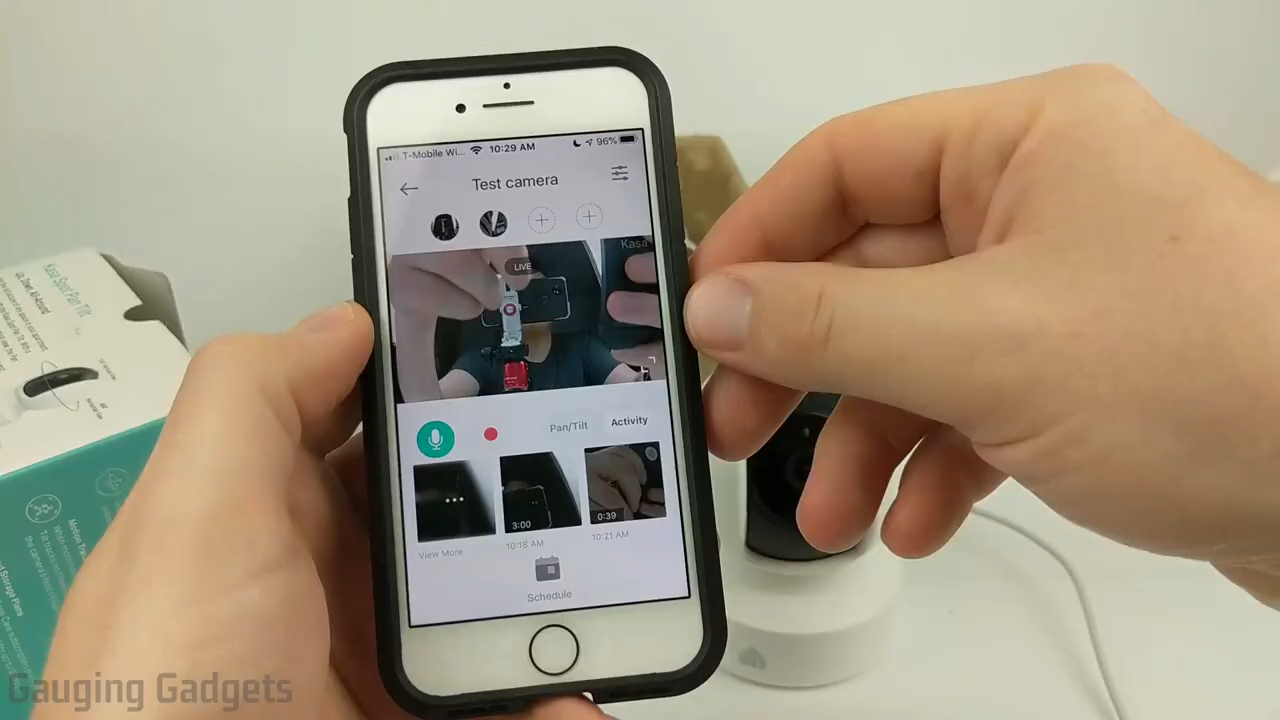 T-Mobile Wi... 10:29 AM 96%
Test camera
Kasa
LIVE
Pan/Tilt Activity
3:00
0:39
View More
10:18 AM
10:21 AM
Schedule
Kasa Spot Pan Tilt
Gauging Gadgets